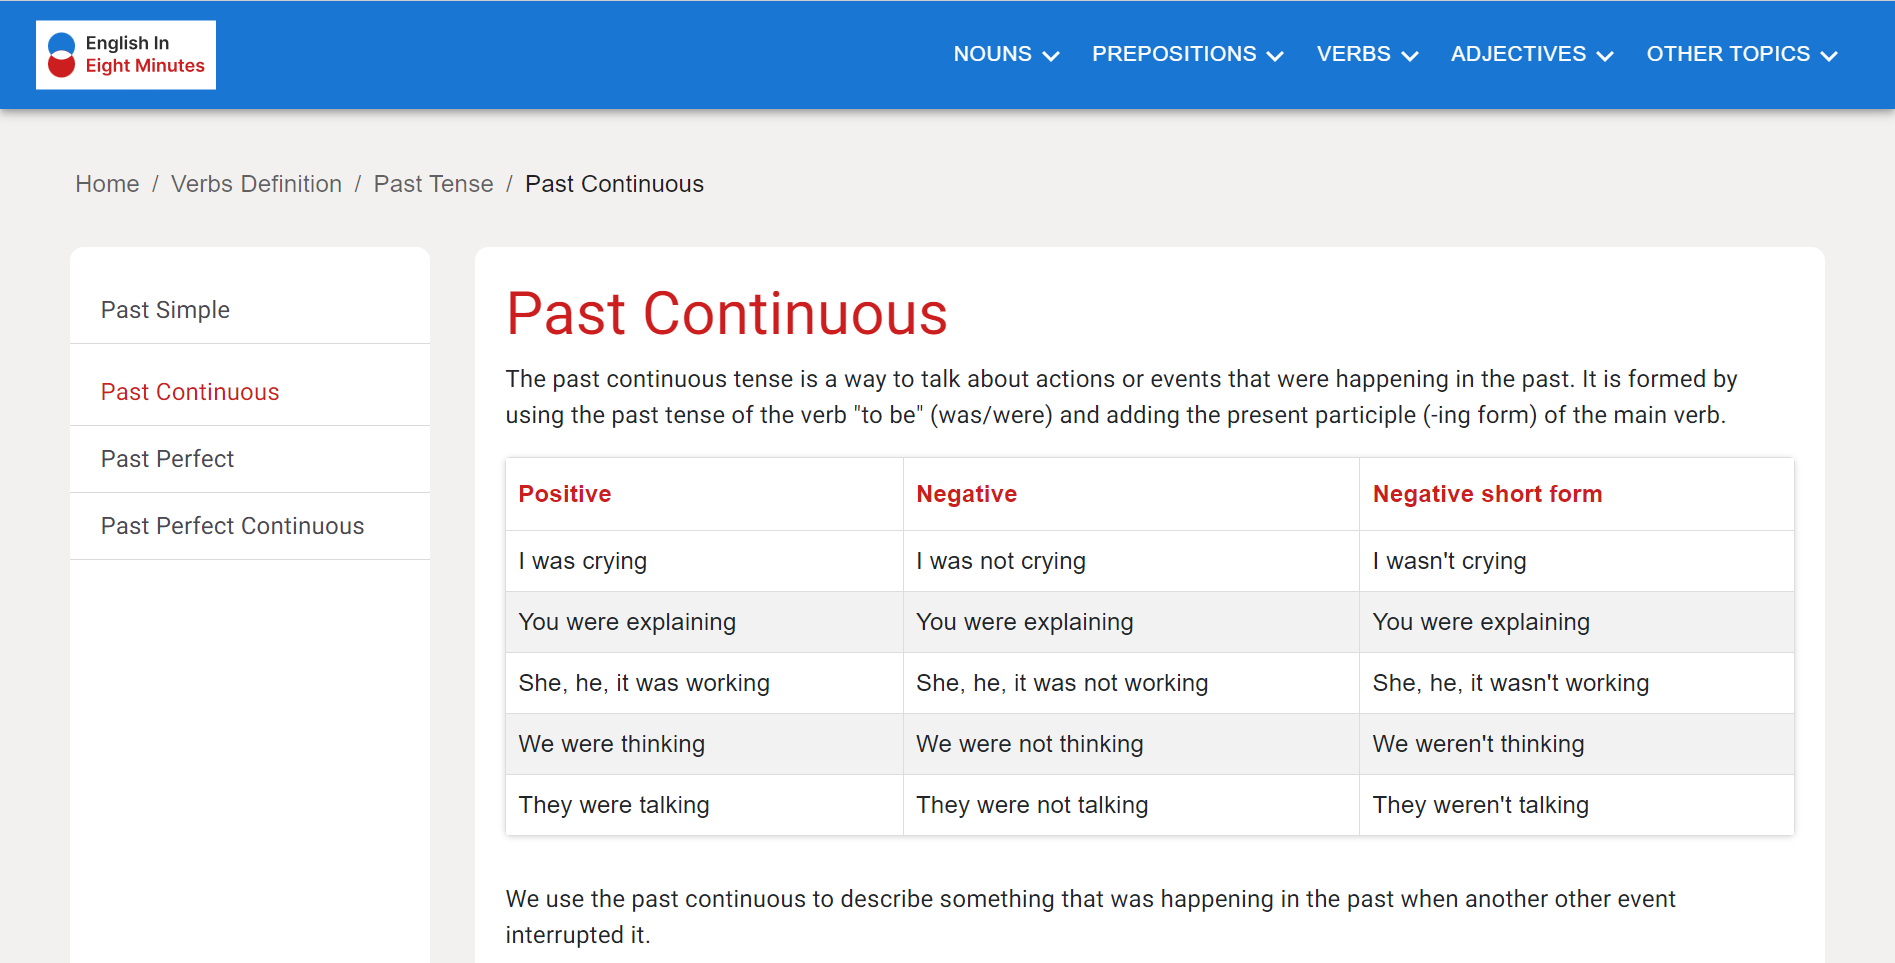 English In
Eight Minutes
NOUNS
PREPOSITIONS
VERBS
ADJECTIVES
OTHER TOPICS
Home / Verbs Definition / Past Tense / Past Continuous
Past Simple
Past Continuous
Past Perfect
Past Perfect Continuous
Past Continuous
The past continuous tense is a way to talk about actions or events that were happening in the past. It is formed by
using the past tense of the verb "to be" (was/were) and adding the present participle (-ing form) of the main verb.
Positive Negative Negative short form
I was crying I was not crying I wasn't crying
You were explaining You were explaining You were explaining
She, he, it was working She, he, it was not working She, he, it wasn't working
We were thinking We were not thinking We weren't thinking
They were talking They were not talking They weren't talking
We use the past continuous to describe something that was happening in the past when another other event
interrupted it.